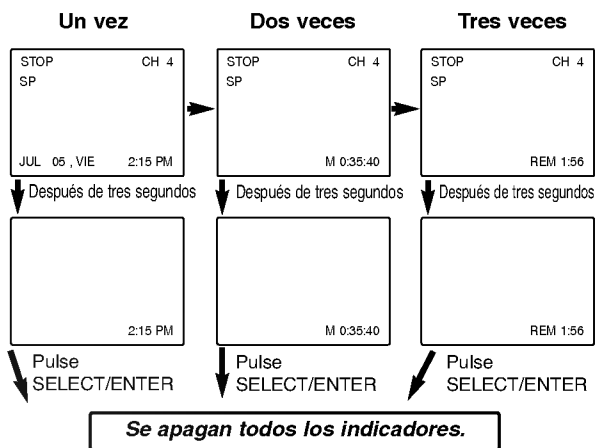 Un vez Dos veces Tres veces
STOP CH 4 STOP CH 4 STOP CH 4
SP SP SP
JUL 05 , VIE 2:15 PM M 0:35:40 REM 1:56
Después de tres segundos Después de tres segundos Después de tres segundos
2:15 PM M 0:35:40 REM 1:56
Pulse Pulse Pulse
SELECT/ENTER SELECT/ENTER SELECT/ENTER
Se apagan todos los indicadores.